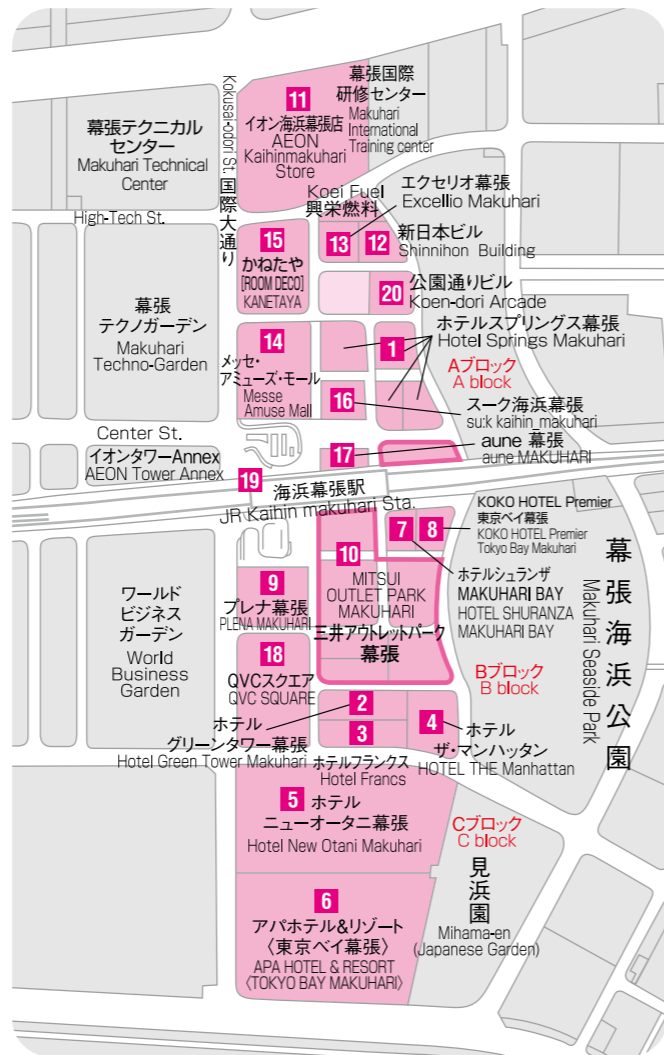 11
イオン海浜幕張店
AEON
Kaihinmakuhari
Store
幕張国際
研修センター
Makuhari
International
Training center
Kokusai-odori St.
国際大通り
幕張テクニカル
センター
Makuhari Technical
Center
High-Tech St.
Koei Fuel
興栄燃料
エクセリオ幕張
Excellio Makuhari
13
12
新日本ビル
Shinnihon Building
15
かねたや
[ROOM DECO]
KANETAYA
20
公園通りビル
Koen-dori Arcade
幕張
テクノガーデン
Makuhari
Techno-Garden
14
メッセ・
アミューズ・モール
Messe
Amuse Mall
1
ホテルスプリングス幕張
Hotel Springs Makuhari
Aブロック
A block
16
スーク海浜幕張
su:k kaihin_makuhari
Center St.
イオンタワーAnnex
AEON Tower Annex
17
aune 幕張
aune MAKUHARI
19
海浜幕張駅
JR Kaihin makuhari Sta.
KOKO HOTEL Premier
東京ベイ幕張
KOKO HOTEL Premier
Tokyo Bay Makuhari
7
8
10
MITSUI
OUTLET PARK
MAKUHARI
三井アウトレットパーク
幕張
ホテルシュランザ
MAKUHARI BAY
HOTEL SHURANZA
MAKUHARI BAY
幕張海浜公園
Makuhari Seaside Park
9
プレナ幕張
PLENA MAKUHARI
ワールド
ビジネス
ガーデン
World
Business
Garden
18
QVCスクエア
QVC SQUARE
Bブロック
B block
2
ホテル
グリーンタワー幕張
Hotel Green Tower Makuhari
3
ホテルフランクス
Hotel Francs
4
ホテル
ザ・マンハッタン
HOTEL THE Manhattan
5
ホテル
ニューオータニ幕張
Hotel New Otani Makuhari
Cブロック
C block
見浜園
Mihama-en
(Japanese Garden)
6
アパホテル&リゾート
〈東京ベイ幕張〉
APA HOTEL & RESORT
〈TOKYO BAY MAKUHARI〉